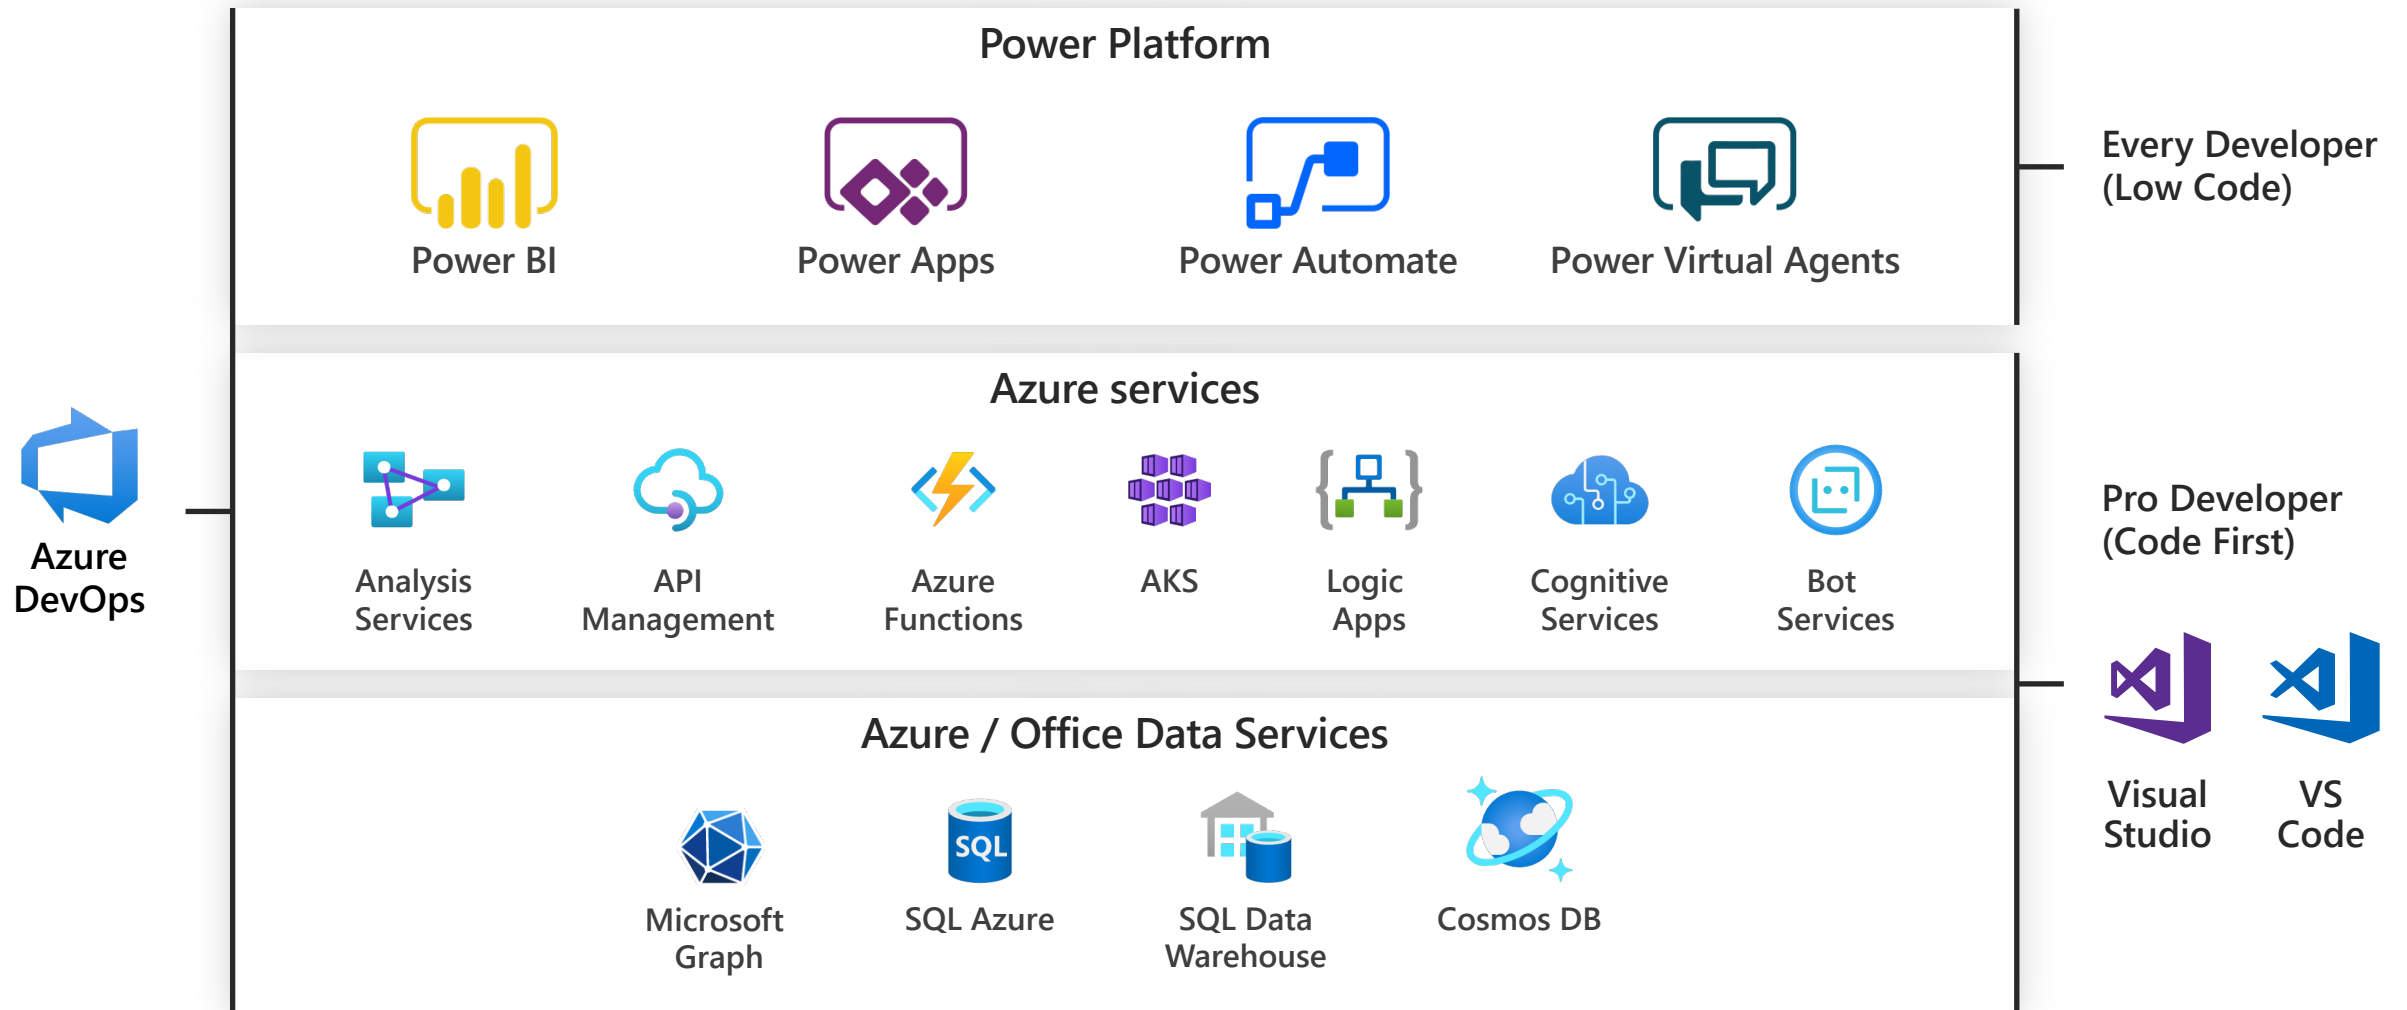 Power Platform
Power BI
Power Apps
Power Automate
Power Virtual Agents
Every Developer
(Low Code)
Azure services
Analysis
Services
API
Management
Azure
Functions
AKS
Logic
Apps
Cognitive
Services
Bot
Services
Azure
DevOps
Pro Developer
(Code First)
Visual
Studio
VS
Code
Azure / Office Data Services
Microsoft
Graph
SQL
SQL Azure
SQL Data
Warehouse
Cosmos DB